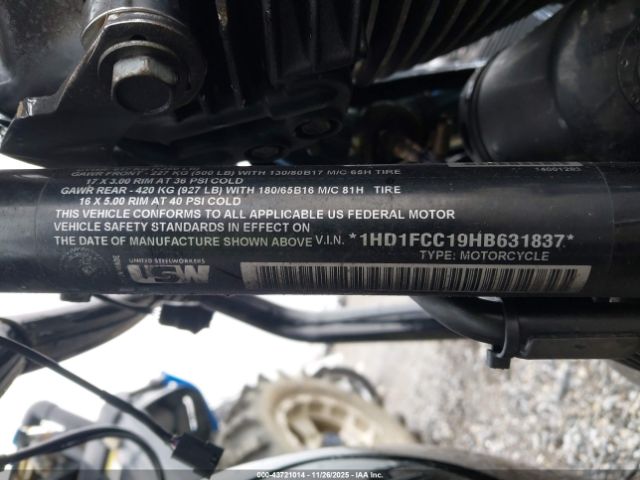 GAWR FRONT - 227 KG (500 LB) WITH 130/80B17 M/C 65H TIRE
17 X 3.00 RIM AT 36 PSI COLD
GAWR REAR - 420 KG (927 LB) WITH 180/65B16 M/C 81H TIRE
16 X 5.00 RIM AT 40 PSI COLD
THIS VEHICLE CONFORMS TO ALL APPLICABLE US FEDERAL MOTOR
VEHICLE SAFETY STANDARDS IN EFFECT ON
THE DATE OF MANUFACTURE SHOWN ABOVE V.I.N. *1HD1FCC19HB631837*
TYPE: MOTORCYCLE
UNITED STEELWORKERS
USW
000-43721014 | 11/26/2025 - IAA